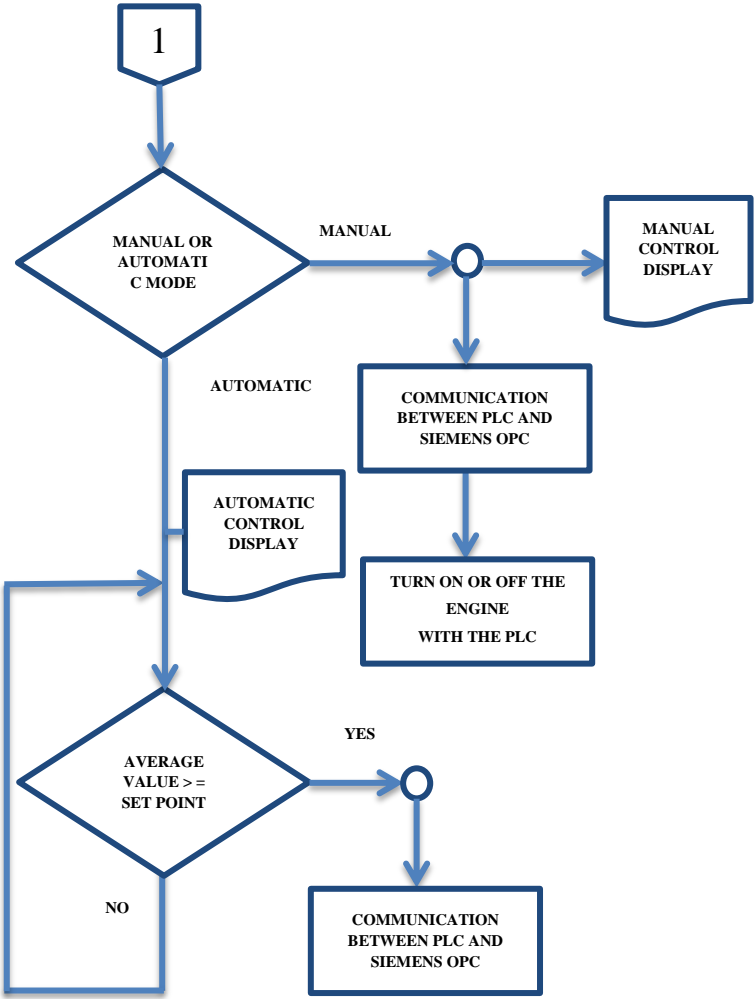 1
MANUAL OR
AUTOMATI
C MODE
MANUAL
MANUAL
CONTROL
DISPLAY
AUTOMATIC
COMMUNICATION
BETWEEN PLC AND
SIEMENS OPC
AUTOMATIC
CONTROL
DISPLAY
TURN ON OR OFF THE
ENGINE
WITH THE PLC
AVERAGE
VALUE > =
SET POINT
YES
NO
COMMUNICATION
BETWEEN PLC AND
SIEMENS OPC